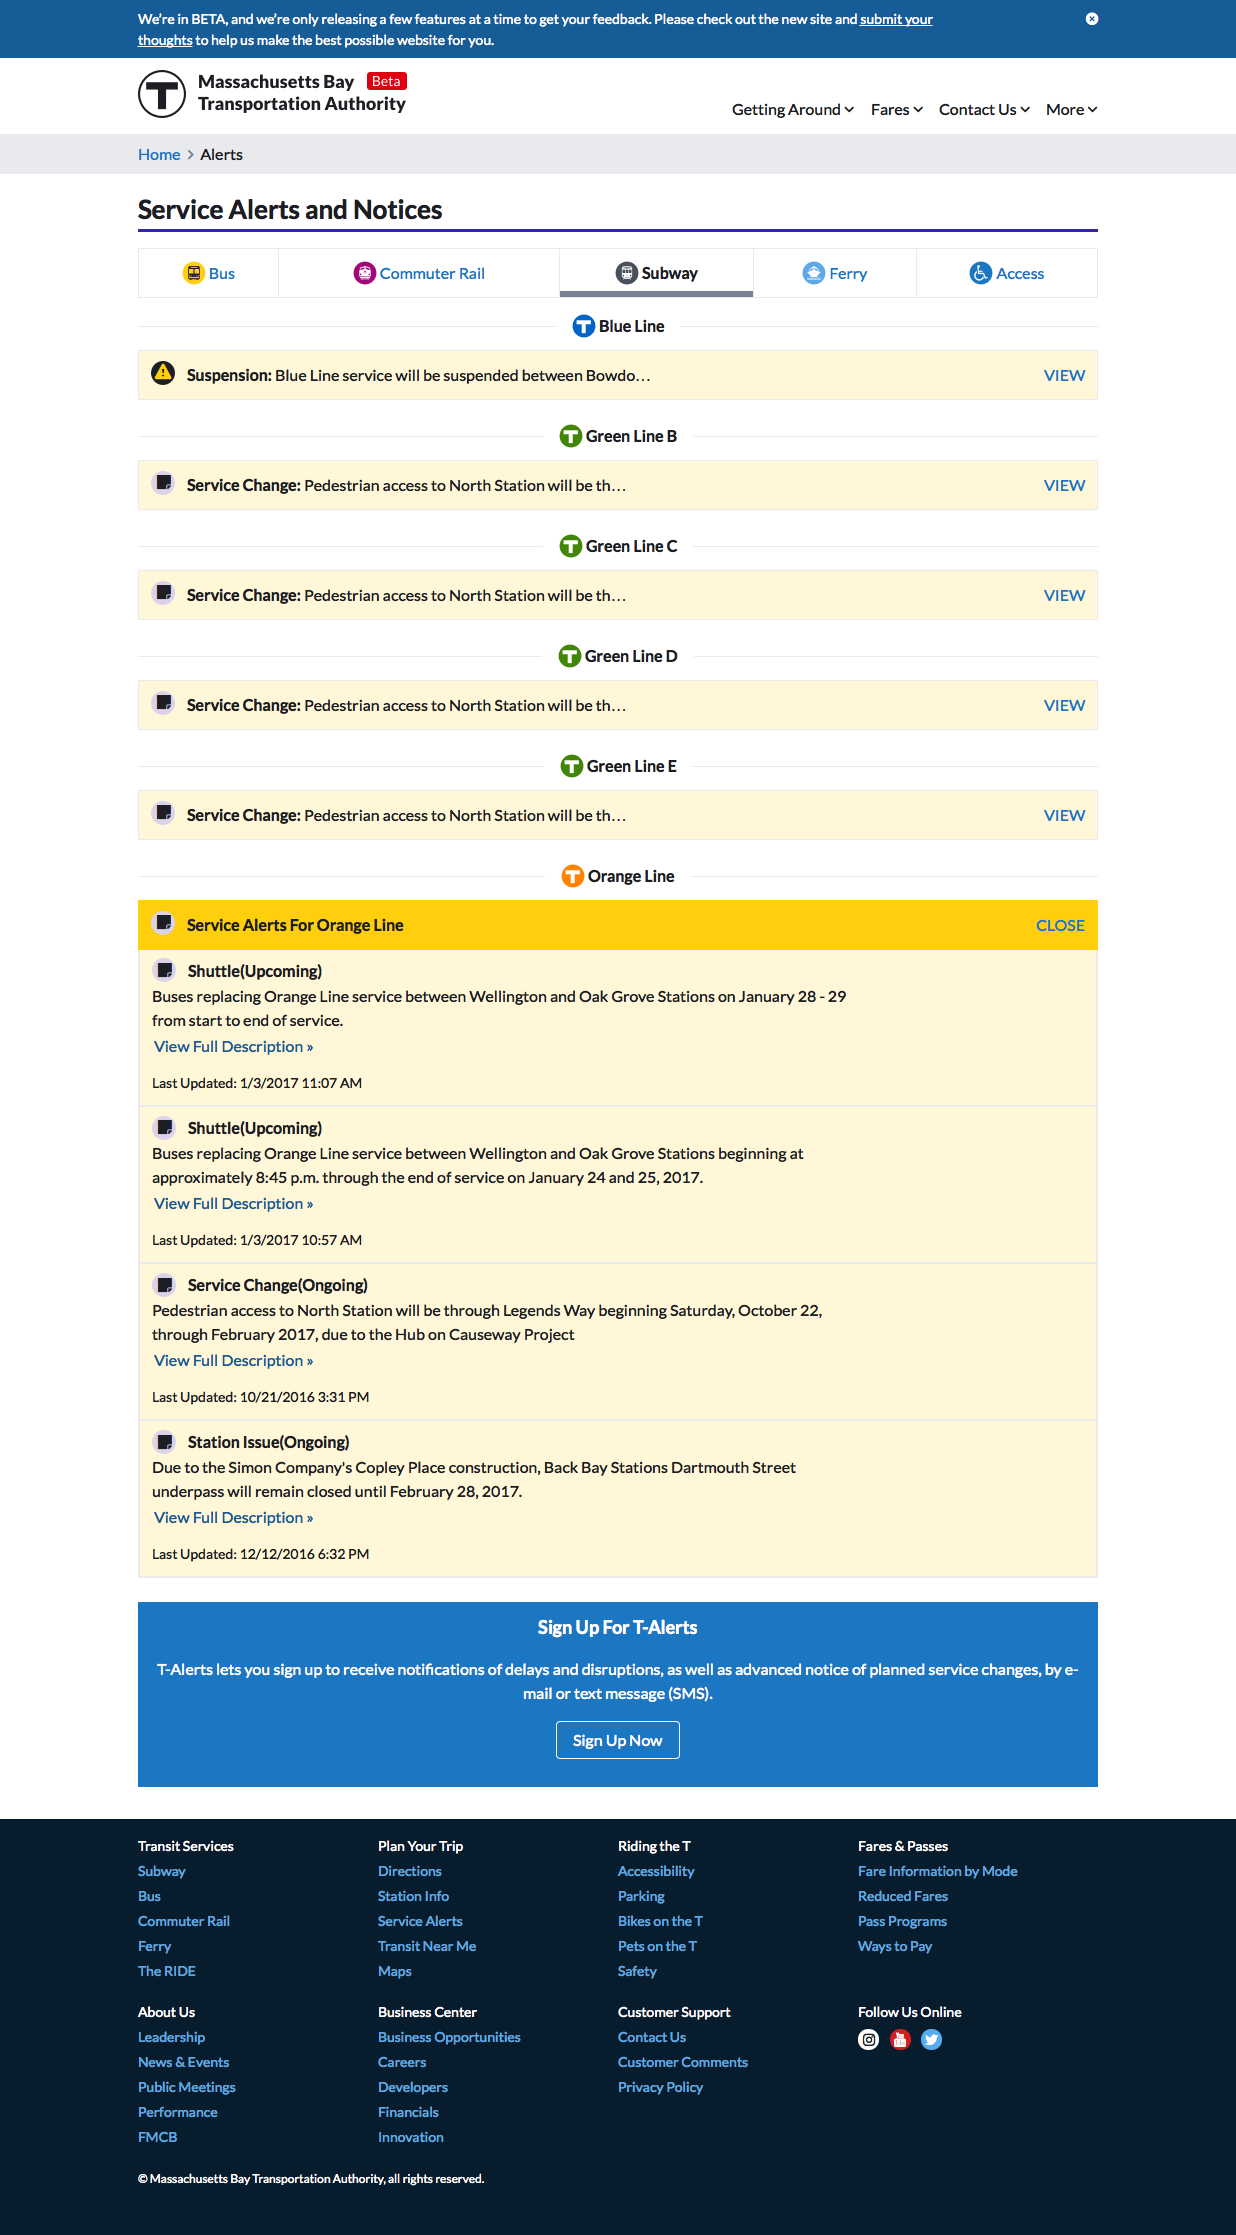 We're in BETA, and we're only releasing a few features at a time to get your feedback. Please check out the new site and submit your
thoughts to help us make the best possible website for you.
T Massachusetts Bay Beta
Transportation Authority
Getting Around Fares Contact Us More
Home > Alerts
Service Alerts and Notices
Bus Commuter Rail Subway Ferry Access
T Blue Line
Suspension: Blue Line service will be suspended between Bowdo… VIEW
T Green Line B
Service Change: Pedestrian access to North Station will be th… VIEW
T Green Line C
Service Change: Pedestrian access to North Station will be th… VIEW
T Green Line D
Service Change: Pedestrian access to North Station will be th… VIEW
T Green Line E
Service Change: Pedestrian access to North Station will be th… VIEW
T Orange Line
Service Alerts For Orange Line CLOSE
Shuttle(Upcoming)
Buses replacing Orange Line service between Wellington and Oak Grove Stations on January 28 - 29
from start to end of service.
View Full Description »
Last Updated: 1/3/2017 11:07 AM
Shuttle(Upcoming)
Buses replacing Orange Line service between Wellington and Oak Grove Stations beginning at
approximately 8:45 p.m. through the end of service on January 24 and 25, 2017.
View Full Description »
Last Updated: 1/3/2017 10:57 AM
Service Change(Ongoing)
Pedestrian access to North Station will be through Legends Way beginning Saturday, October 22,
through February 2017, due to the Hub on Causeway Project
View Full Description »
Last Updated: 10/21/2016 3:31 PM
Station Issue(Ongoing)
Due to the Simon Company's Copley Place construction, Back Bay Stations Dartmouth Street
underpass will remain closed until February 28, 2017.
View Full Description »
Last Updated: 12/12/2016 6:32 PM
Sign Up For T-Alerts
T-Alerts lets you sign up to receive notifications of delays and disruptions, as well as advanced notice of planned service changes, by e-
mail or text message (SMS).
Sign Up Now
Transit Services
Subway
Bus
Commuter Rail
Ferry
The RIDE
Plan Your Trip
Directions
Station Info
Service Alerts
Transit Near Me
Maps
Riding the T
Accessibility
Parking
Bikes on the T
Pets on the T
Safety
Fares & Passes
Fare Information by Mode
Reduced Fares
Pass Programs
Ways to Pay
About Us
Leadership
News & Events
Public Meetings
Performance
FMCB
Business Center
Business Opportunities
Careers
Developers
Financials
Innovation
Customer Support
Contact Us
Customer Comments
Privacy Policy
Follow Us Online
© Massachusetts Bay Transportation Authority, all rights reserved.